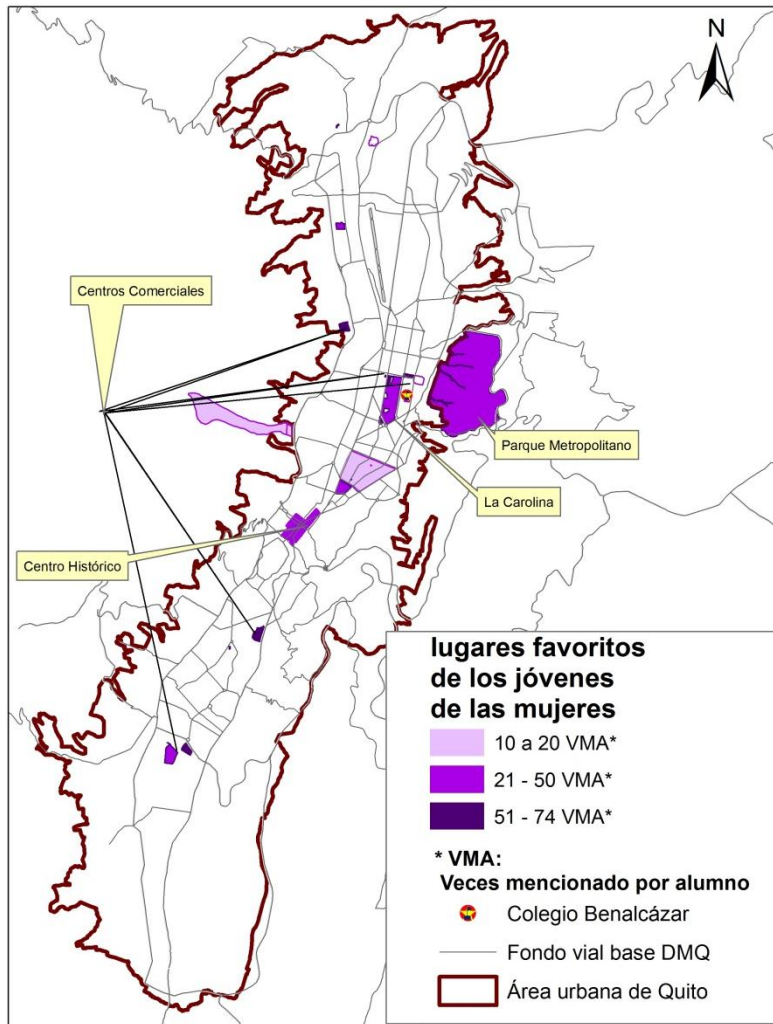 N
Centros Comerciales
Parque Metropolitano
La Carolina
Centro Histórico
lugares favoritos
de los jóvenes
de las mujeres
10 a 20 VMA*
21 - 50 VMA*
51 - 74 VMA*
* VMA:
Veces mencionado por alumno
Colegio Benalcázar
Fondo vial base DMQ
Área urbana de Quito